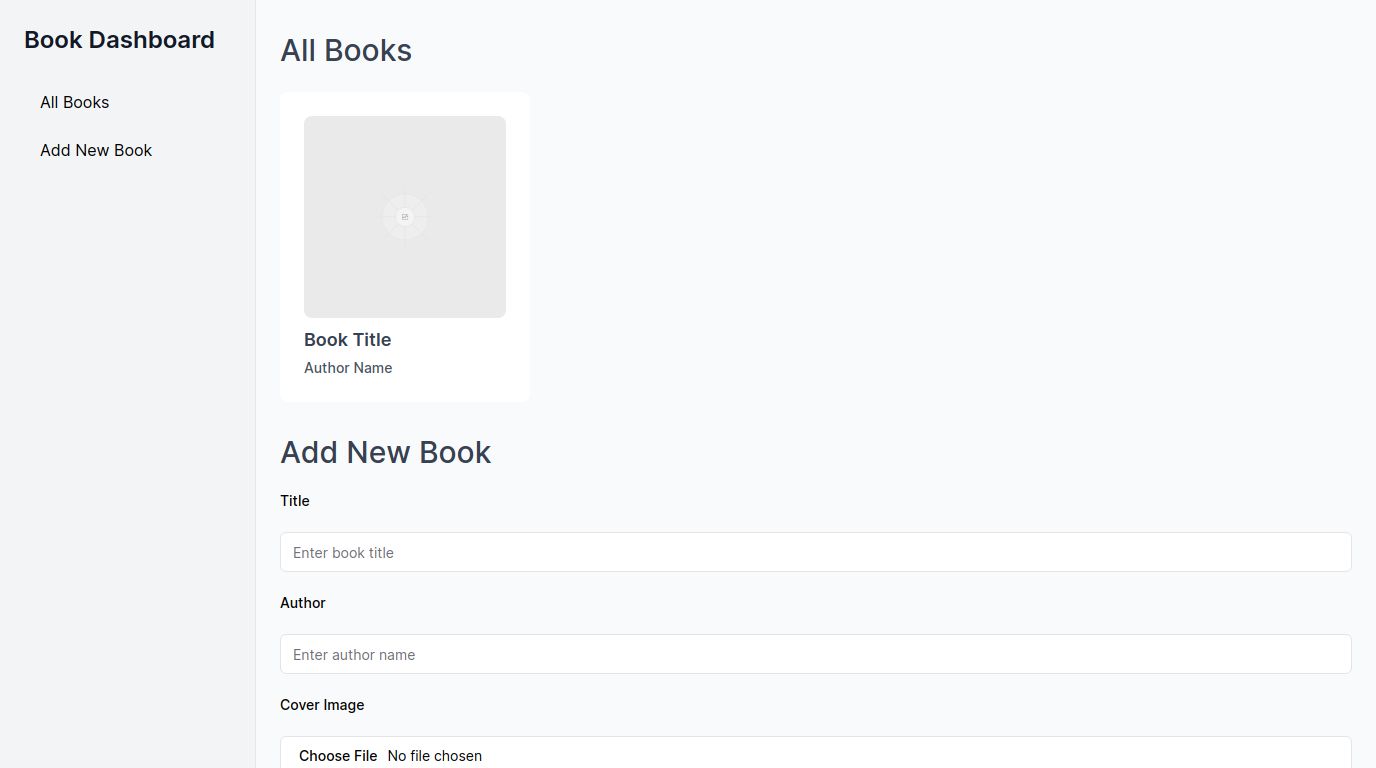 Book Dashboard
All Books
Add New Book
All Books
Book Title
Author Name
Add New Book
Title
Enter book title
Author
Enter author name
Cover Image
Choose File No file chosen